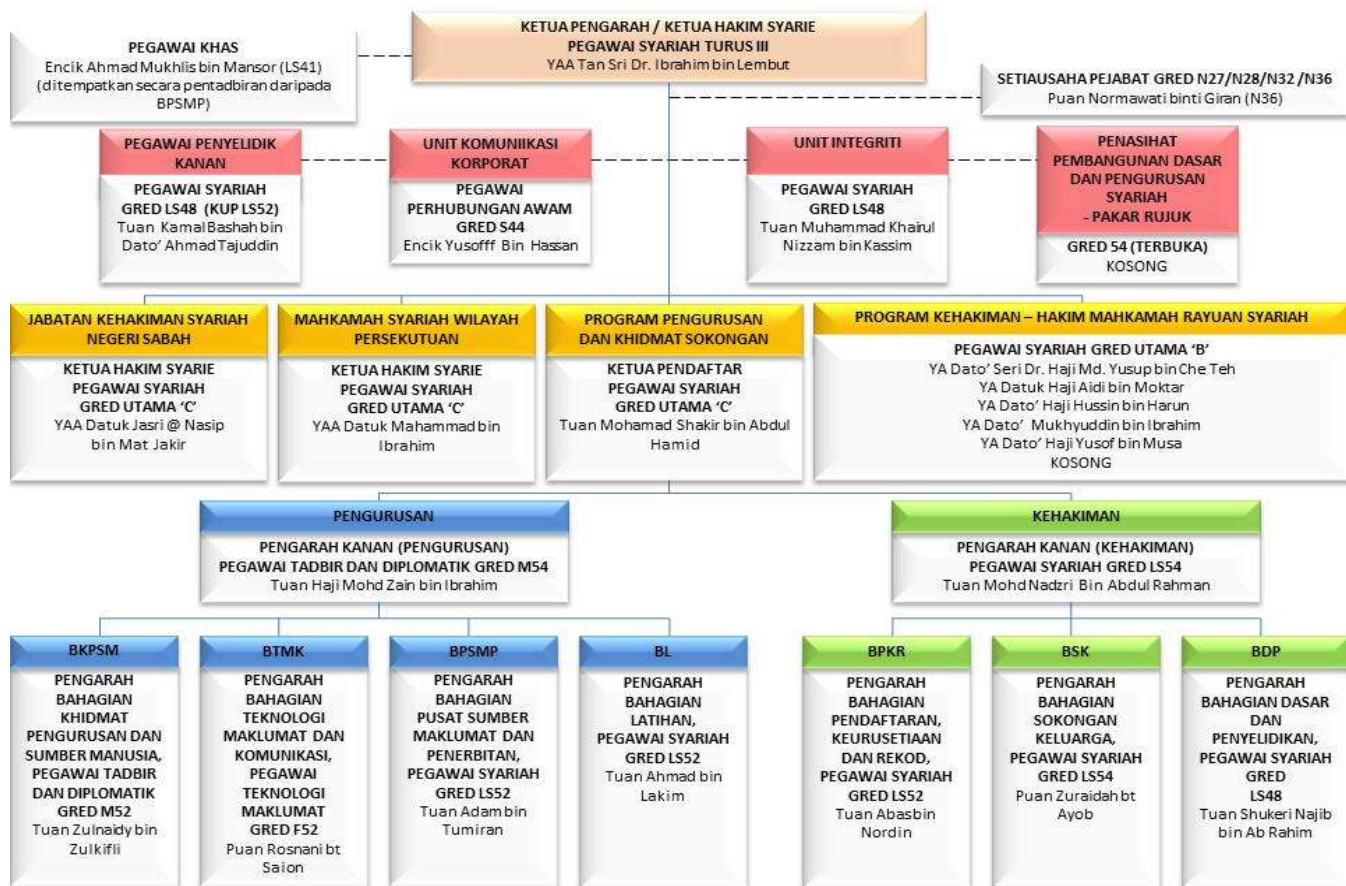 KETUA PENGARAH / KETUA HAKIM SYARIE
PEGAWAI SYARIAH TURUS III
YAA Tan Sri Dr. Ibrahim bin Lembut
PEGAWAI KHAS
Encik Ahmad Mukhlis bin Mansor (LS41)
(ditempatkan secara pentadbiran daripada
BPSMP)
SETIAUSAHA PEJABAT GRED N27/N28/N32 /N36
Puan Normawati binti Giran (N36)
PEGAWAI PENYELIDIK
KANAN
PEGAWAI SYARIAH
GRED LS48 (KUP LS52)
Tuan Kamal Bashah bin
Dato' Ahmad Tajuddin
UNIT KOMUNIIKASI
KORPORAT
PEGAWAI
PERHUBUNGAN AWAM
GRED S44
Encik Yusofff Bin Hassan
UNIT INTEGRITI
PEGAWAI SYARIAH
GRED LS48
Tuan Muhammad Khairul
Nizzam bin Kassim
PENASIHAT
PEMBANGUNAN DASAR
DAN PENGURUSAN
SYARIAH
- PAKAR RUJUK
GRED 54 (TERBUKA)
KOSONG
JABATAN KEHAKIMAN SYARIAH
NEGERI SABAH
KETUA HAKIM SYARIE
PEGAWAI SYARIAH
GRED UTAMA 'C'
YAA Datuk Jasri @ Nasip
bin Mat Jakir
MAHKAMAH SYARIAH WILAYAH
PERSEKUTUAN
KETUA HAKIM SYARIE
PEGAWAI SYARIAH
GRED UTAMA 'C'
YAA Datuk Mahammad bin
Ibrahim
PROGRAM PENGURUSAN
DAN KHIDMAT SOKONGAN
KETUA PENDAFTAR
PEGAWAI SYARIAH
GRED UTAMA 'C'
Tuan Mohamad Shakir bin Abdul
Hamid
PROGRAM KEHAKIMAN – HAKIM MAHKAMAH RAYUAN SYARIAH
PEGAWAI SYARIAH GRED UTAMA 'B'
YA Dato' Seri Dr. Haji Md. Yusup bin Che Teh
YA Datuk Haji Aidi bin Moktar
YA Dato' Haji Hussin bin Harun
YA Dato' Mukhyuddin bin Ibrahim
YA Dato' Haji Yusof bin Musa
KOSONG
PENGURUSAN
PENGARAH KANAN (PENGURUSAN)
PEGAWAI TADBIR DAN DIPLOMATIK GRED M54
Tuan Haji Mohd Zain bin Ibrahim
KEHAKIMAN
PENGARAH KANAN (KEHAKIMAN)
PEGAWAI SYARIAH GRED LS54
Tuan Mohd Nadzri Bin Abdul Rahman
BKPSM
PENGARAH
BAHAGIAN
KHIDMAT
PENGURUSAN DAN
SUMBER MANUSIA,
PEGAWAI TADBIR
DAN DIPLOMATIK
GRED M52
Tuan Zulnaidy bin
Zulkifli
BTMK
PENGARAH
BAHAGIAN
TEKNOLOGI
MAKLUMAT DAN
KOMUNIKASI,
PEGAWAI
TEKNOLOGI
MAKLUMAT
GRED F52
Puan Rosnani bt
Saion
BPSMP
PENGARAH
BAHAGIAN
PUSAT SUMBER
MAKLUMAT DAN
PENERBITAN,
PEGAWAI SYARIAH
GRED LS52
Tuan Adam bin
Tumiran
BL
PENGARAH
BAHAGIAN
LATIHAN,
PEGAWAI SYARIAH
GRED LS52
Tuan Ahmad bin
Lakim
BPKR
PENGARAH
BAHAGIAN
PENDAFTARAN,
KEURUSETIAAN
DAN REKOD,
PEGAWAI SYARIAH
GRED LS52
Tuan Abas bin
Nordin
BSK
PENGARAH
BAHAGIAN
SOKONGAN
KELUARGA,
PEGAWAI SYARIAH
GRED LS54
Puan Zuraidah bt
Ayob
BDP
PENGARAH
BAHAGIAN DASAR
DAN
PENYELIDIKAN,
PEGAWAI SYARIAH
GRED
LS48
Tuan Shukeri Najib
bin Ab Rahim